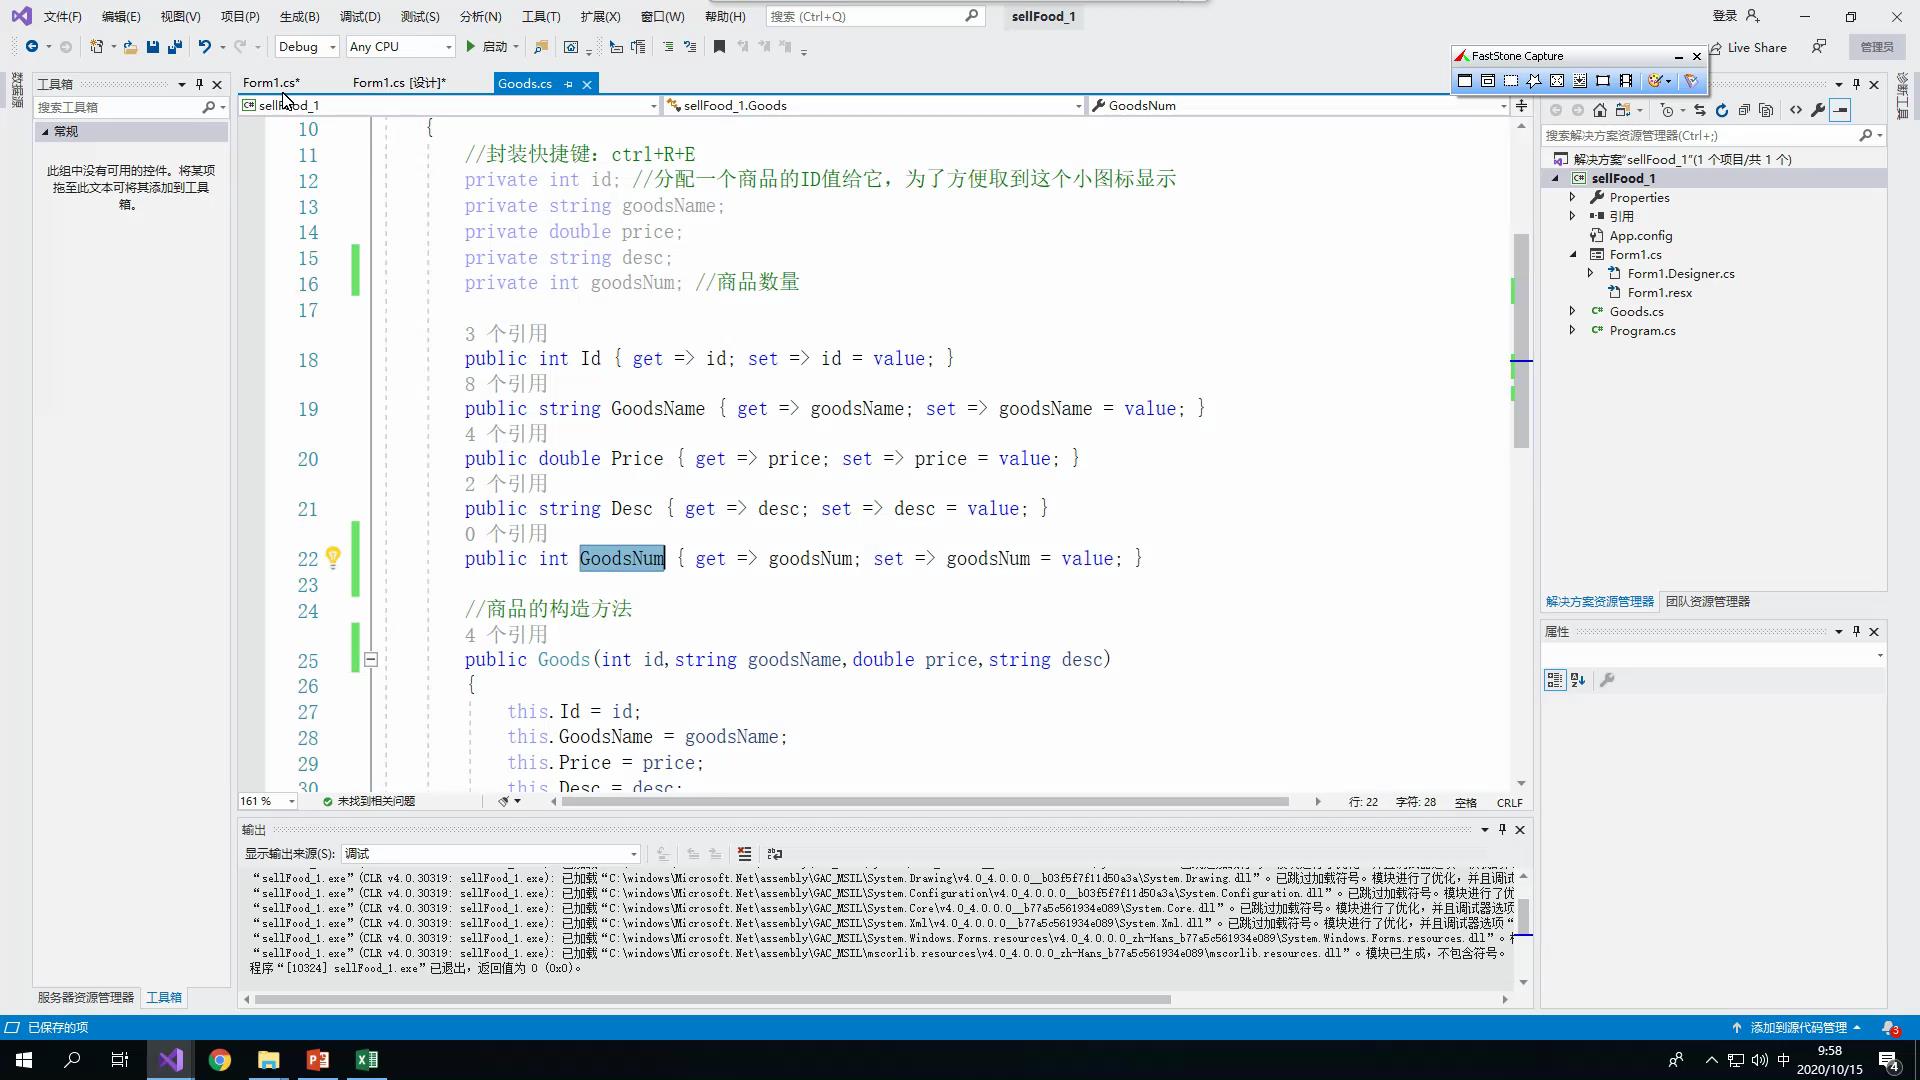 文件(F) 编辑(E) 视图(V) 项目(P) 生成(B) 调试(D) 测试(S) 分析(N) 工具(T) 扩展(X) 窗口(W) 帮助(H) 搜索 (Ctrl+Q) sellFood_1 登录
Debug Any CPU 启动 Live Share 管理员
FastStone Capture
工具箱
搜索工具箱
常规
此组中没有可用的控件。将某项
拖至此文本可将其添加到工具
箱。
服务器资源管理器 工具箱
Form1.cs* Form1.cs [设计]* Goods.cs
sellFood_1 sellFood_1.Goods GoodsNum
10 {
11 //封装快捷键：ctrl+R+E
12 private int id; //分配一个商品的ID值给它，为了方便取到这个小图标显示
13 private string goodsName;
14 private double price;
15 private string desc;
16 private int goodsNum; //商品数量
17
3 个引用
18 public int Id { get => id; set => id = value; }
8 个引用
19 public string GoodsName { get => goodsName; set => goodsName = value; }
4 个引用
20 public double Price { get => price; set => price = value; }
2 个引用
21 public string Desc { get => desc; set => desc = value; }
0 个引用
22 public int GoodsNum { get => goodsNum; set => goodsNum = value; }
23
24 //商品的构造方法
4 个引用
25 public Goods(int id,string goodsName,double price,string desc)
26 {
27 this.Id = id;
28 this.GoodsName = goodsName;
29 this.Price = price;
30 this.Desc = desc;
161 % 未找到相关问题 行: 22 字符: 28 空格 CRLF
输出
显示输出来源(S): 调试
“sellFood_1.exe”(CLR v4.0.30319: sellFood_1.exe): 已加载“C:\windows\Microsoft.Net\assembly\GAC_MSIL\System.Drawing\v4.0_4.0.0.0__b03f5f7f11d50a3a\System.Drawing.dll”。已跳过加载符号。模块进行了优化，并且调试
“sellFood_1.exe”(CLR v4.0.30319: sellFood_1.exe): 已加载“C:\windows\Microsoft.Net\assembly\GAC_MSIL\System.Configuration\v4.0_4.0.0.0__b03f5f7f11d50a3a\System.Configuration.dll”。已跳过加载符号。模块进行了优
“sellFood_1.exe”(CLR v4.0.30319: sellFood_1.exe): 已加载“C:\windows\Microsoft.Net\assembly\GAC_MSIL\System.Core\v4.0_4.0.0.0__b77a5c561934e089\System.Core.dll”。已跳过加载符号。模块进行了优化，并且调试器选项
“sellFood_1.exe”(CLR v4.0.30319: sellFood_1.exe): 已加载“C:\windows\Microsoft.Net\assembly\GAC_MSIL\System.Xml\v4.0_4.0.0.0__b77a5c561934e089\System.Xml.dll”。已跳过加载符号。模块进行了优化，并且调试器选项“
“sellFood_1.exe”(CLR v4.0.30319: sellFood_1.exe): 已加载“C:\windows\Microsoft.Net\assembly\GAC_MSIL\System.Windows.Forms.resources\v4.0_4.0.0.0_zh-Hans_b77a5c561934e089\System.Windows.Forms.resources.dll”。
“sellFood_1.exe”(CLR v4.0.30319: sellFood_1.exe): 已加载“C:\windows\Microsoft.Net\assembly\GAC_MSIL\mscorlib.resources\v4.0_4.0.0.0_zh-Hans_b77a5c561934e089\mscorlib.resources.dll”。模块已生成，不包含符号。
程序“[10324] sellFood_1.exe”已退出，返回值为 0 (0x0)。
搜索解决方案资源管理器(Ctrl+;)
解决方案“sellFood_1”(1 个项目/共 1 个)
sellFood_1
Properties
引用
App.config
Form1.cs
Form1.Designer.cs
Form1.resx
Goods.cs
Program.cs
解决方案资源管理器 团队资源管理器
属性
诊断工具
已保存的项 添加到源代码管理 3
中 9:58
2020/10/15 4